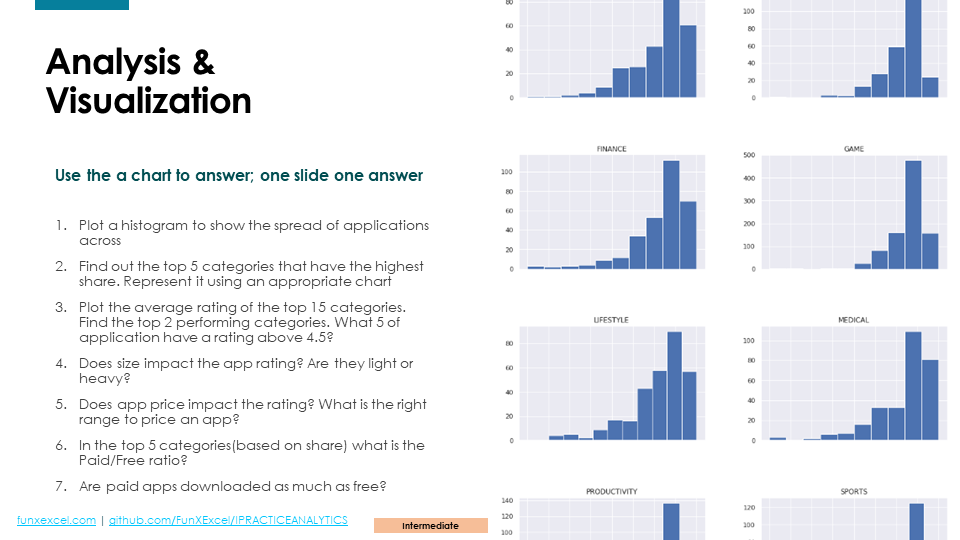 Analysis &
Visualization
Use the a chart to answer; one slide one answer
1. Plot a histogram to show the spread of applications
across
2. Find out the top 5 categories that have the highest
share. Represent it using an appropriate chart
3. Plot the average rating of the top 15 categories.
Find the top 2 performing categories. What 5 of
application have a rating above 4.5?
4. Does size impact the app rating? Are they light or
heavy?
5. Does app price impact the rating? What is the right
range to price an app?
6. In the top 5 categories(based on share) what is the
Paid/Free ratio?
7. Are paid apps downloaded as much as free?
funxexcel.com | github.com/FunXExcel/IPRACTICEANALYTICS
Intermediate
80
60
40
20
0
100
80
60
40
20
0
FINANCE
100
80
60
40
20
0
GAME
500
400
300
200
100
0
LIFESTYLE
80
60
40
20
0
MEDICAL
100
80
60
40
20
0
PRODUCTIVITY
140
120
100
SPORTS
120
100